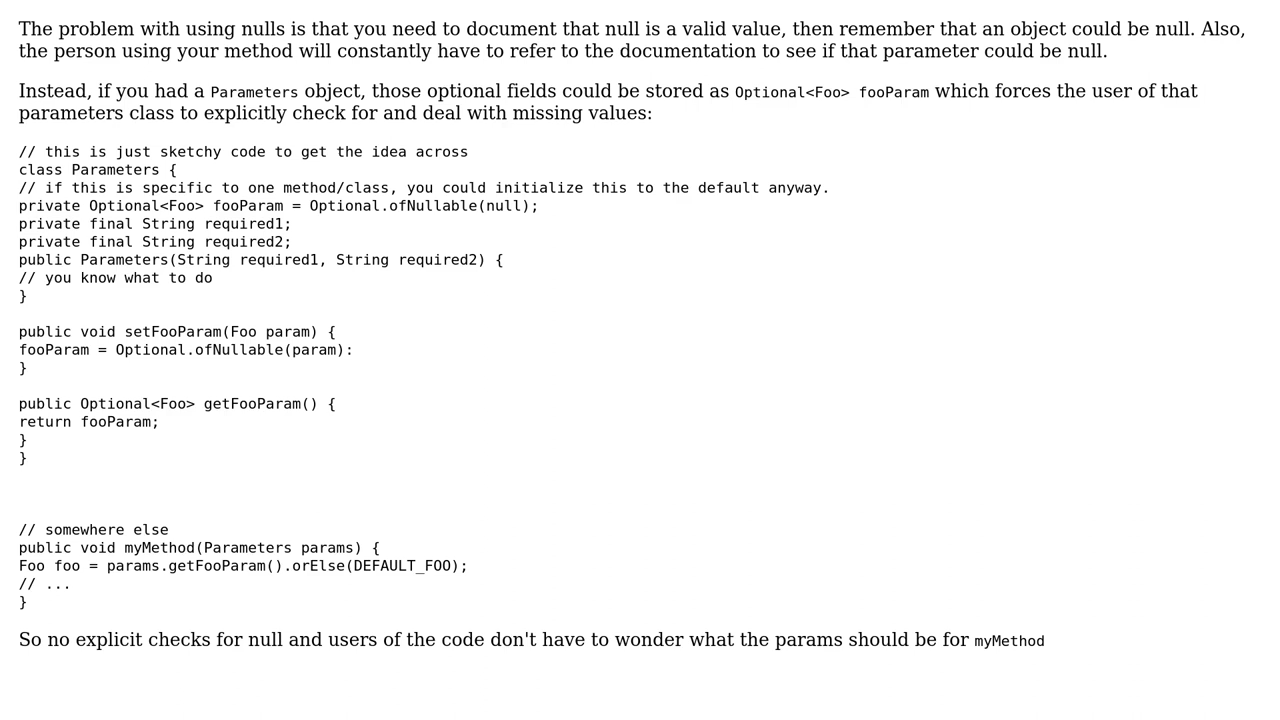 The problem with using nulls is that you need to document that null is a valid value, then remember that an object could be null. Also,
the person using your method will constantly have to refer to the documentation to see if that parameter could be null.
Instead, if you had a Parameters object, those optional fields could be stored as Optional<Foo> fooParam which forces the user of that
parameters class to explicitly check for and deal with missing values:
// this is just sketchy code to get the idea across
class Parameters {
// if this is specific to one method/class, you could initialize this to the default anyway.
private Optional<Foo> fooParam = Optional.ofNullable(null);
private final String required1;
private final String required2;
public Parameters(String required1, String required2) {
// you know what to do
}
public void setFooParam(Foo param) {
fooParam = Optional.ofNullable(param):
}
public Optional<Foo> getFooParam() {
return fooParam;
}
}
// somewhere else
public void myMethod(Parameters params) {
Foo foo = params.getFooParam().orElse(DEFAULT_FOO);
// ...
}
So no explicit checks for null and users of the code don't have to wonder what the params should be for myMethod